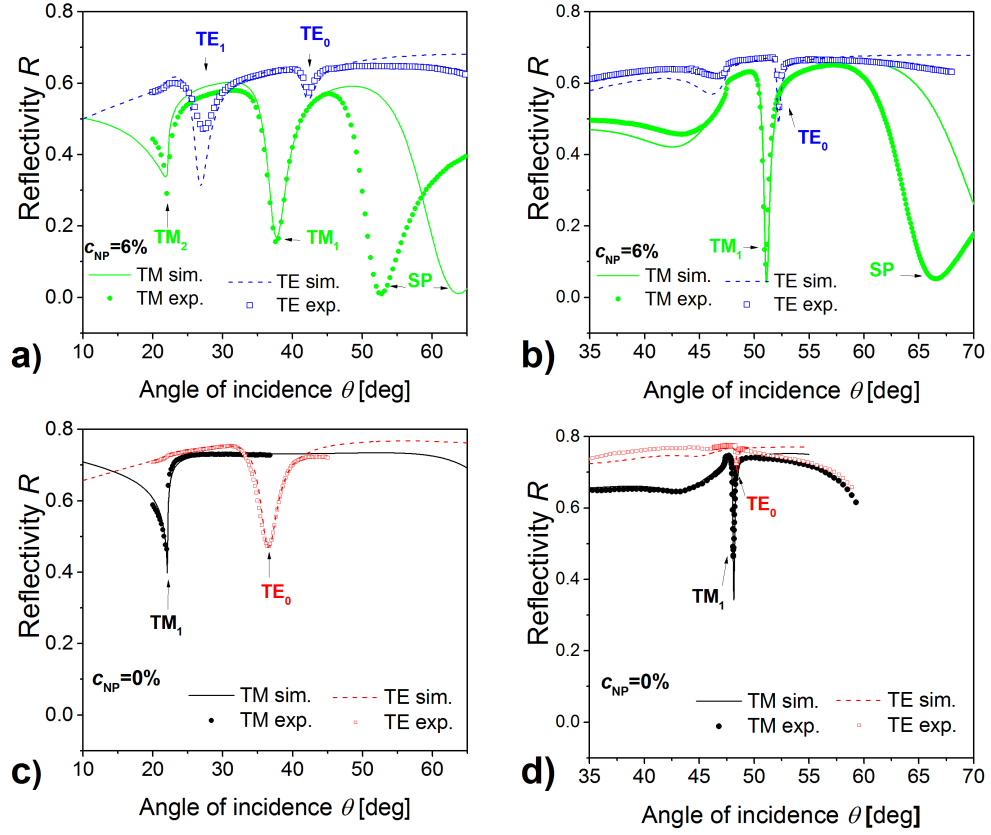 0.8
0.6
0.4
0.2
0.0
Reflectivity R
TE1
TE0
TM2
TM1
SP
cNP=6%
TM sim.
TE sim.
TM exp.
TE exp.
10 20 30 40 50 60
a)
Angle of incidence θ [deg]
0.8
0.6
0.4
0.2
0.0
Reflectivity R
TE0
TM1
SP
cNP=6%
TM sim.
TE sim.
TM exp.
TE exp.
35 40 45 50 55 60 65 70
b)
Angle of incidence θ [deg]
0.8
0.6
0.4
0.2
0.0
Reflectivity R
TM1
TE0
cNP=0%
TM sim.
TE sim.
TM exp.
TE exp.
10 20 30 40 50 60
c)
Angle of incidence θ [deg]
0.8
0.6
0.4
0.2
0.0
Reflectivity R
TE0
TM1
cNP=0%
TM sim.
TE sim.
TM exp.
TE exp.
35 40 45 50 55 60 65 70
d)
Angle of incidence θ [deg]